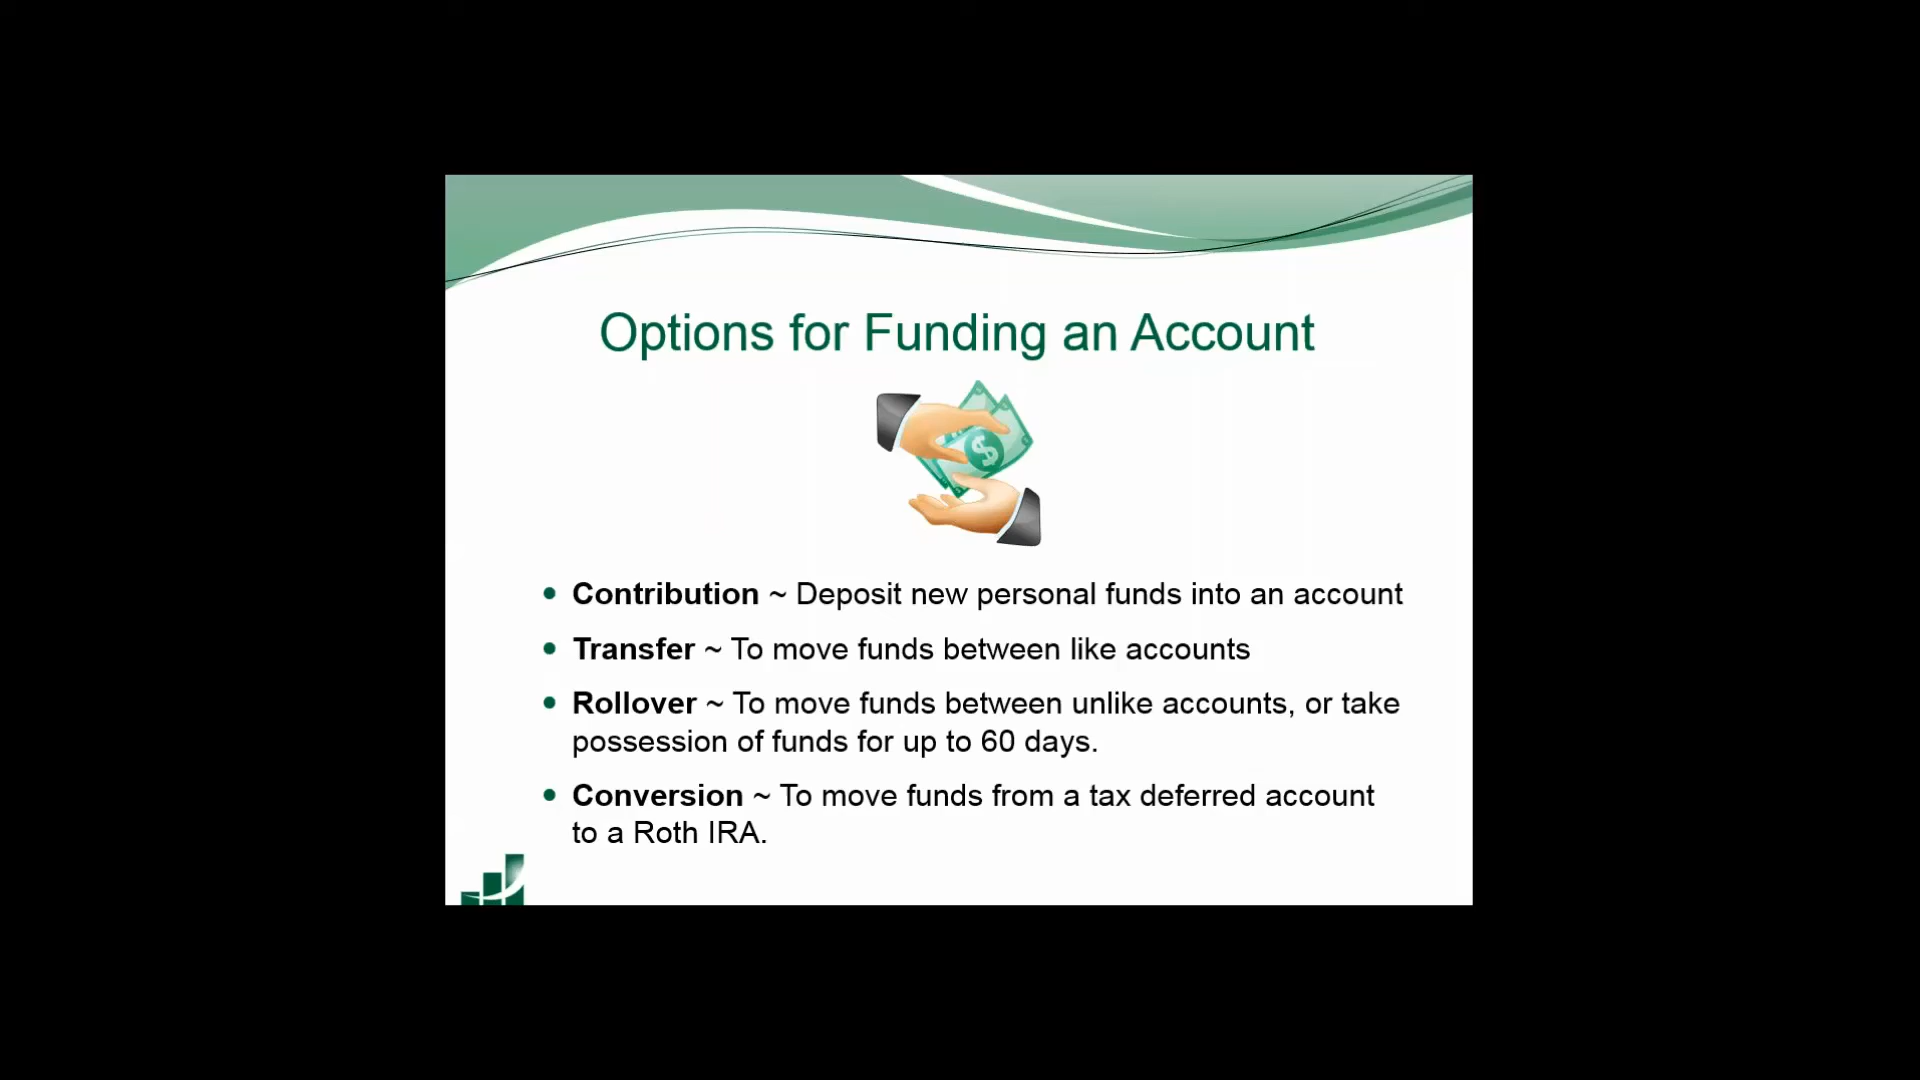 Options for Funding an Account
$
• Contribution ~ Deposit new personal funds into an account
• Transfer ~ To move funds between like accounts
• Rollover ~ To move funds between unlike accounts, or take
possession of funds for up to 60 days.
• Conversion ~ To move funds from a tax deferred account
to a Roth IRA.